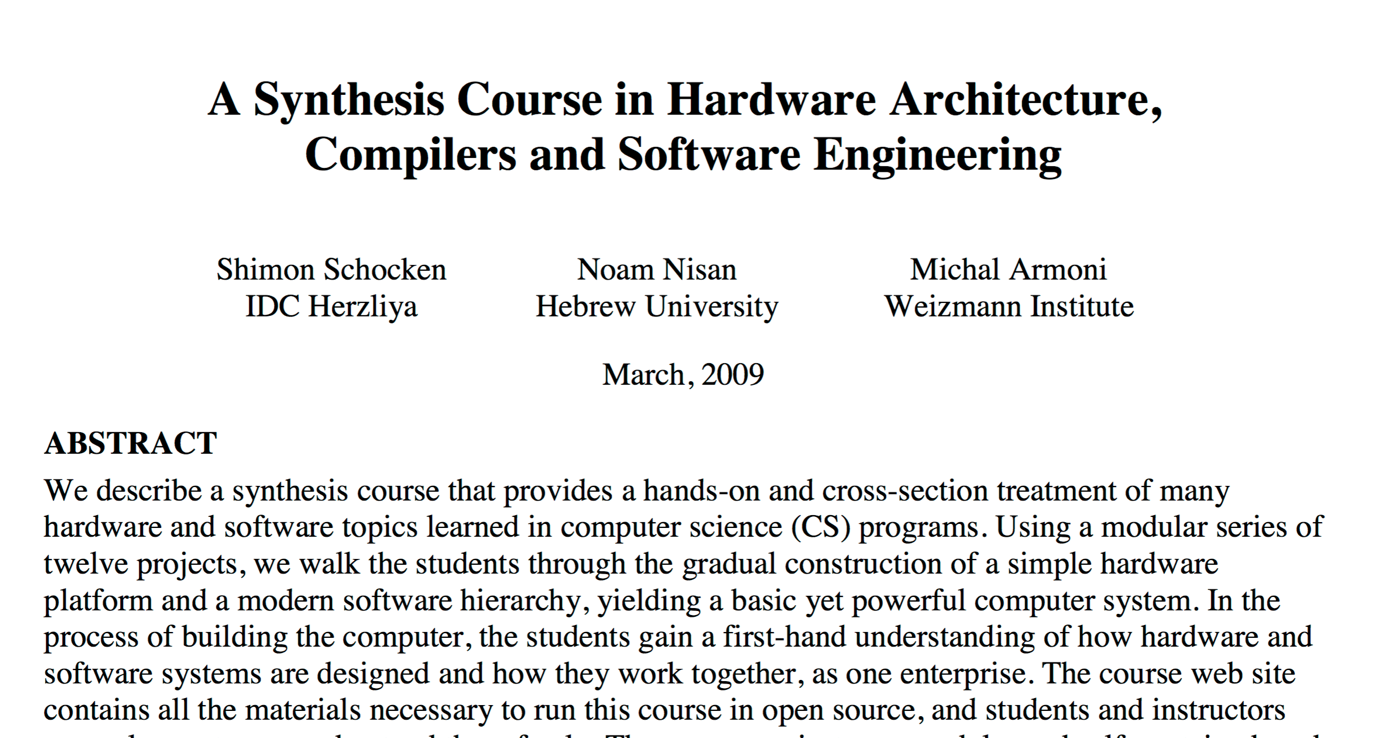 A Synthesis Course in Hardware Architecture,
Compilers and Software Engineering
Shimon Schocken Noam Nisan Michal Armoni
IDC Herzliya Hebrew University Weizmann Institute
March, 2009
ABSTRACT
We describe a synthesis course that provides a hands-on and cross-section treatment of many
hardware and software topics learned in computer science (CS) programs. Using a modular series of
twelve projects, we walk the students through the gradual construction of a simple hardware
platform and a modern software hierarchy, yielding a basic yet powerful computer system. In the
process of building the computer, the students gain a first-hand understanding of how hardware and
software systems are designed and how they work together, as one enterprise. The course web site
contains all the materials necessary to run this course in open source, and students and instructors